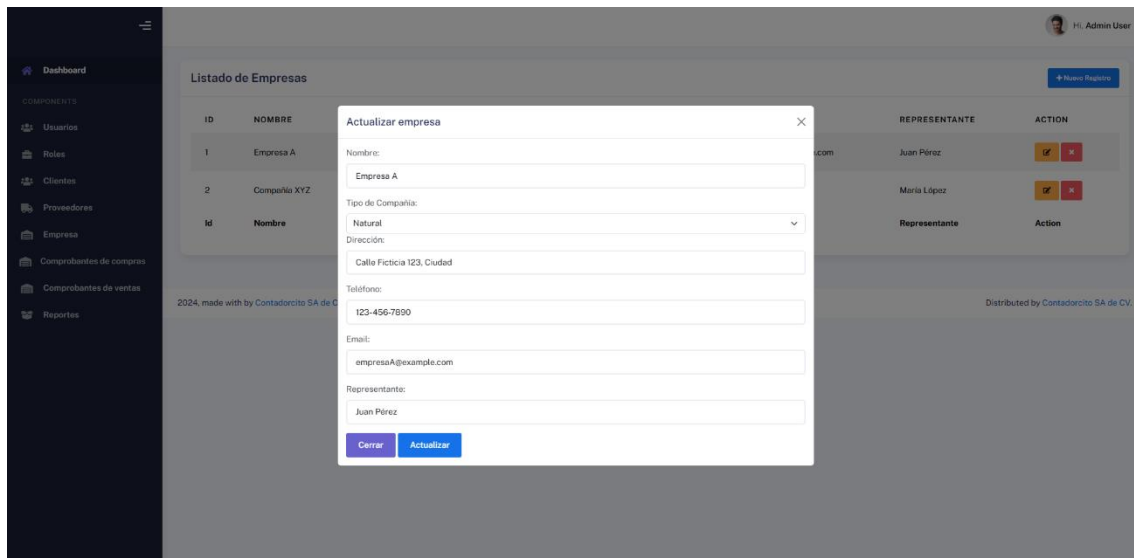 Hi, Admin User
Dashboard
COMPONENTS
Usuarios
Roles
Clientes
Proveedores
Empresa
Comprobantes de compras
Comprobantes de ventas
Reportes
Listado de Empresas
+ Nuevo Registro
ID NOMBRE REPRESENTANTE ACTION
1 Empresa A .com Juan Pérez
2 Compañía XYZ María López
Id Nombre Representante Action
2024, made with by Contadorcito SA de C
Distributed by Contadorcito SA de CV.
Actualizar empresa
Nombre:
Empresa A
Tipo de Compañía:
Natural
Dirección:
Calle Ficticia 123, Ciudad
Teléfono:
123-456-7890
Email:
empresaA@example.com
Representante:
Juan Pérez
Cerrar Actualizar